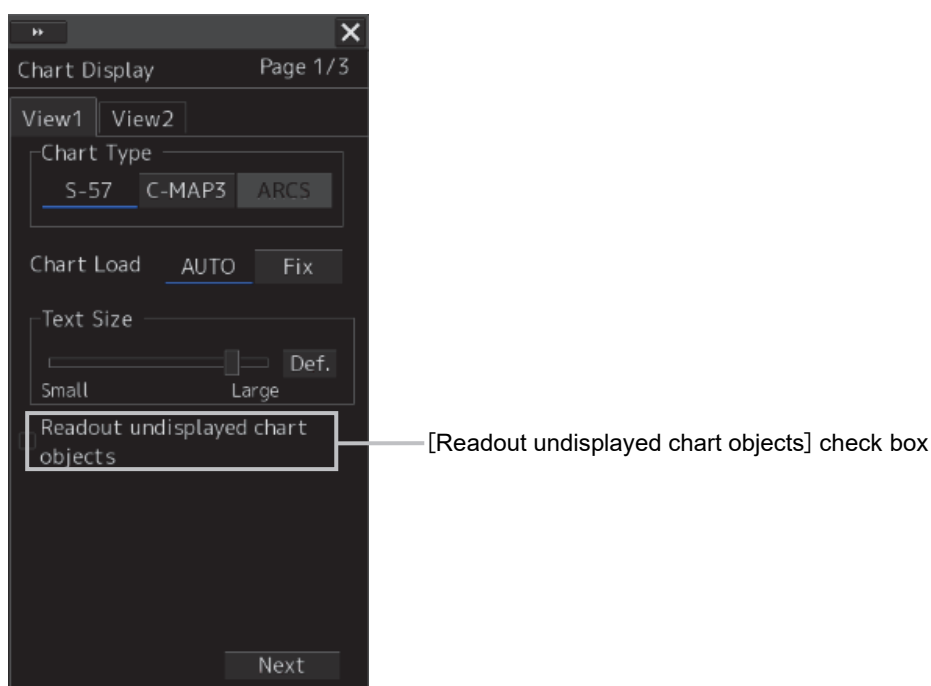 Chart Display Page 1/3
View1 View2
Chart Type
S-57 C-MAP3 ARCS
Chart Load AUTO Fix
Text Size
Def.
Small Large
Readout undisplayed chart
objects
[Readout undisplayed chart objects] check box
Next